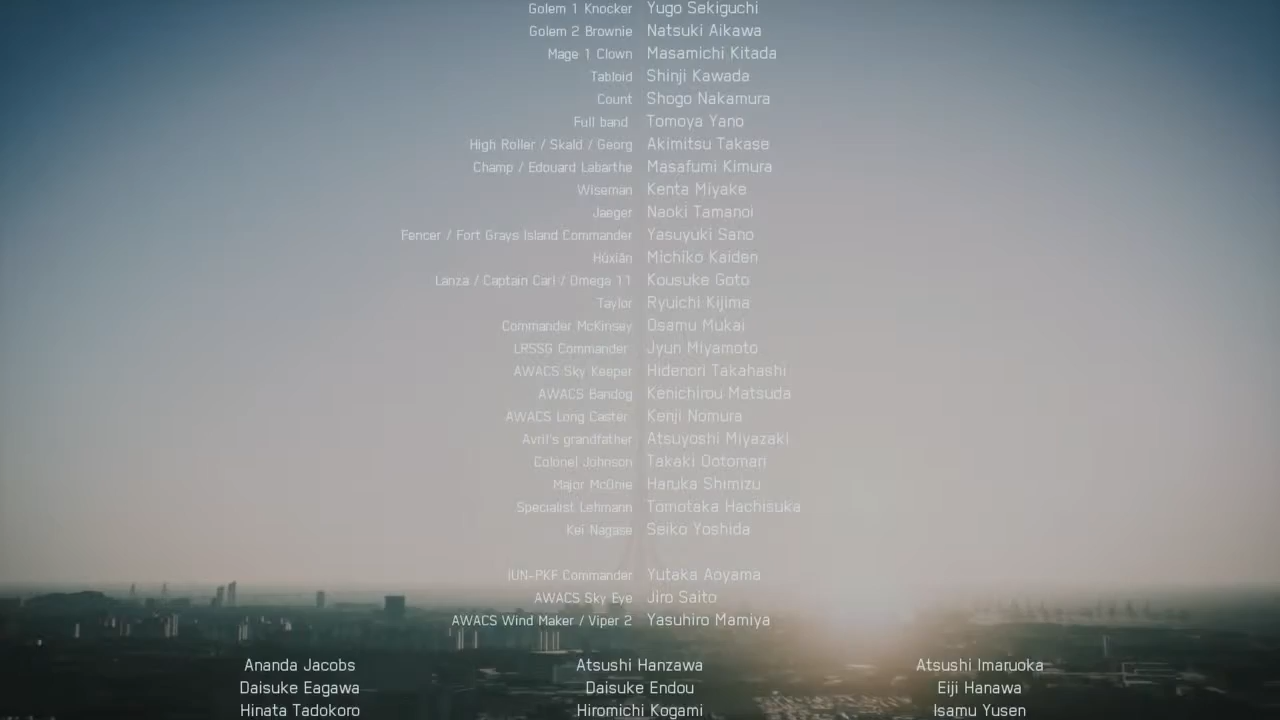 Golem 1 Knocker Yugo Sekiguchi
Golem 2 Brownie Natsuki Aikawa
Mage 1 Clown Masamichi Kitada
Tabloid Shinji Kawada
Count Shogo Nakamura
Full band Tomoya Yano
High Roller / Skald / Georg Akimitsu Takase
Champ / Edouard Labarthe Masafumi Kimura
Wiseman Kenta Miyake
Jaeger Naoki Tamanoi
Fencer / Fort Grays Island Commander Yasuyuki Sano
Húxiān Michiko Kaiden
Lanza / Captain Carl / Omega 11 Kousuke Goto
Taylor Ryuichi Kijima
Commander McKinsey Osamu Mukai
LRSSG Commander Jyun Miyamoto
AWACS Sky Keeper Hidenori Takahashi
AWACS Bandog Kenichirou Matsuda
AWACS Long Caster Kenji Nomura
Avril's grandfather Atsuyoshi Miyazaki
Colonel Johnson Takaki Ootomari
Major McOnie Haruka Shimizu
Specialist Lehmann Tomotaka Hachisuka
Kei Nagase Seiko Yoshida
IUN-PKF Commander Yutaka Aoyama
AWACS Sky Eye Jiro Saito
AWACS Wind Maker / Viper 2 Yasuhiro Mamiya
Ananda Jacobs Atsushi Hanzawa Atsushi Imaruoka
Daisuke Eagawa Daisuke Endou Eiji Hanawa
Hinata Tadokoro Hiromichi Kogami Isamu Yusen